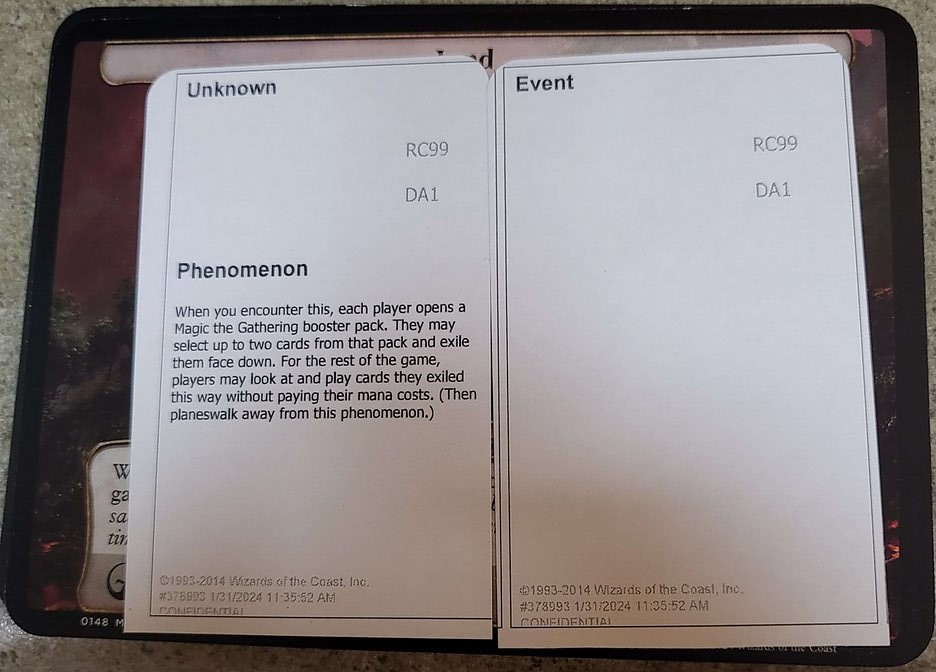 Unknown
RC99
DA1
Phenomenon
When you encounter this, each player opens a
Magic the Gathering booster pack. They may
select up to two cards from that pack and exile
them face down. For the rest of the game,
players may look at and play cards they exiled
this way without paying their mana costs. (Then
planeswalk away from this phenomenon.)
©1993-2014 Wizards of the Coast, Inc.
#378993 1/31/2024 11:35:52 AM
CONFIDENTIAL
Event
RC99
DA1
©1993-2014 Wizards of the Coast, Inc.
#378993 1/31/2024 11:35:52 AM
CONFIDENTIAL
W
ga
sa
tin
0148 M
Wizards of the Coast